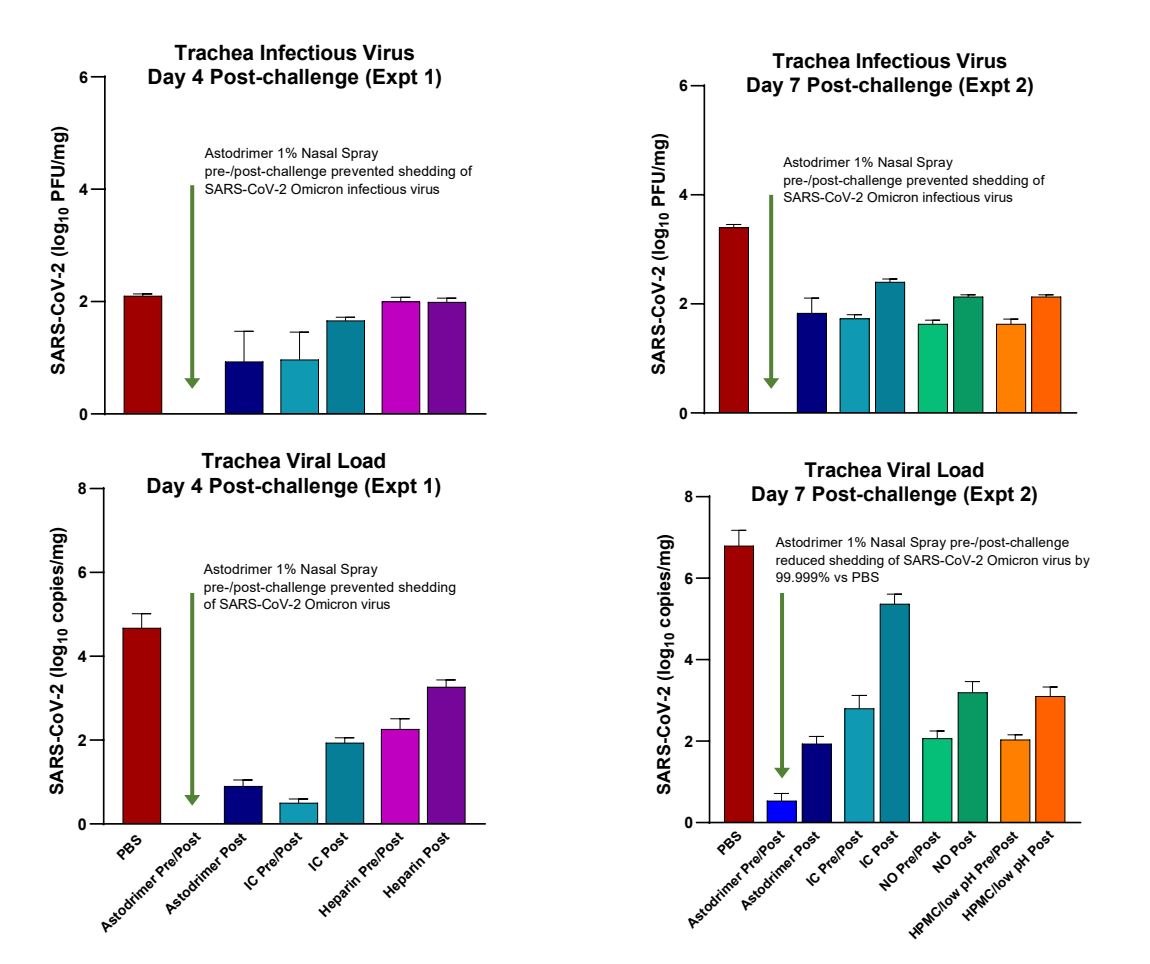 Trachea Infectious Virus
Day 4 Post-challenge (Expt 1)
6
4
2
0
SARS-CoV-2 (log10 PFU/mg)
Astodrimer 1% Nasal Spray
pre-/post-challenge prevented shedding of
SARS-CoV-2 Omicron infectious virus
Trachea Infectious Virus
Day 7 Post-challenge (Expt 2)
6
4
2
0
SARS-CoV-2 (log10 PFU/mg)
Astodrimer 1% Nasal Spray
pre-/post-challenge prevented shedding of
SARS-CoV-2 Omicron infectious virus
Trachea Viral Load
Day 4 Post-challenge (Expt 1)
8
6
4
2
0
SARS-CoV-2 (log10 copies/mg)
Astodrimer 1% Nasal Spray
pre-/post-challenge prevented shedding
of SARS-CoV-2 Omicron virus
PBS
Astodrimer Pre/Post
Astodrimer Post
IC Pre/Post
IC Post
Heparin Pre/Post
Heparin Post
Trachea Viral Load
Day 7 Post-challenge (Expt 2)
8
6
4
2
0
SARS-CoV-2 (log10 copies/mg)
Astodrimer 1% Nasal Spray pre-/post-challenge
reduced shedding of SARS-CoV-2 Omicron virus by
99.999% vs PBS
PBS
Astodrimer Pre/Post
Astodrimer Post
IC Pre/Post
IC Post
NO Pre/Post
NO Post
HPMC/low pH Pre/Post
HPMC/low pH Post